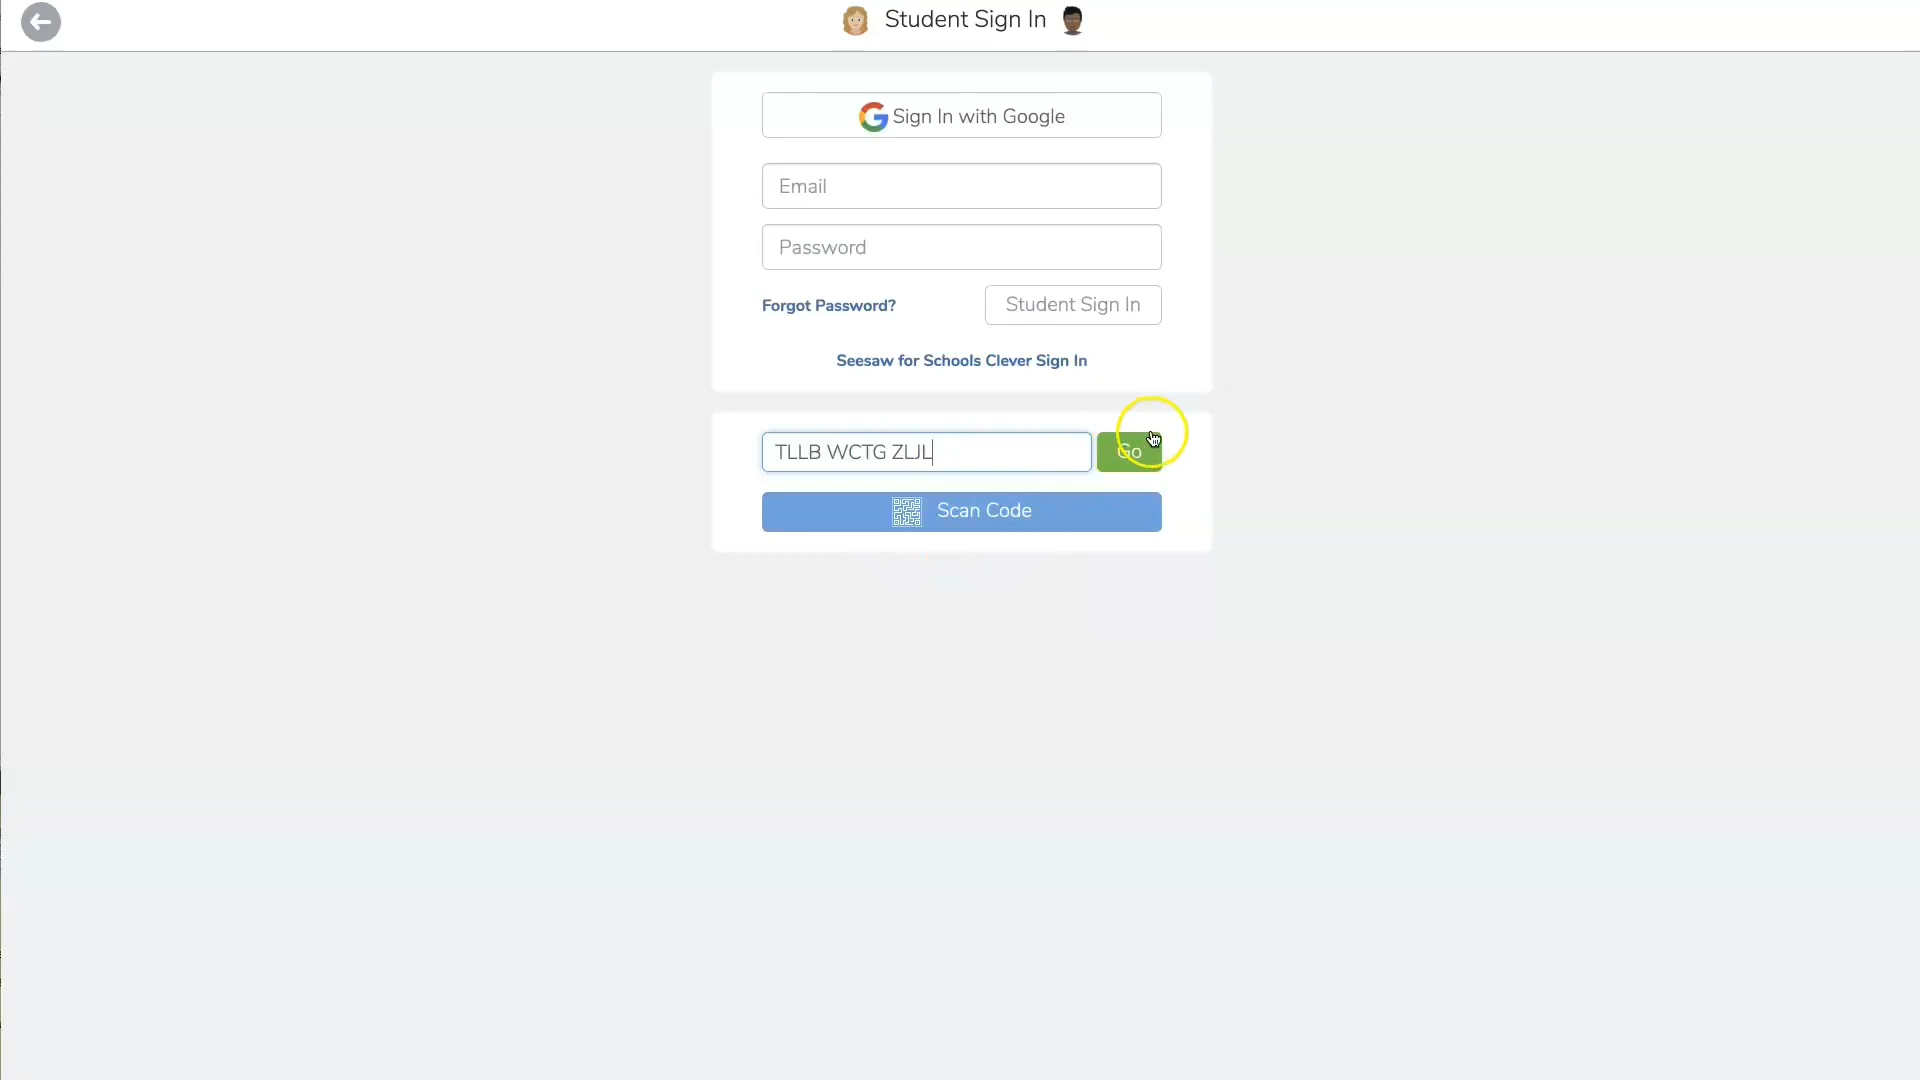 Student Sign In
Sign In with Google
Email
Password
Forgot Password?
Student Sign In
Seesaw for Schools Clever Sign In
TLLB WCTG ZLJL
Go
Scan Code